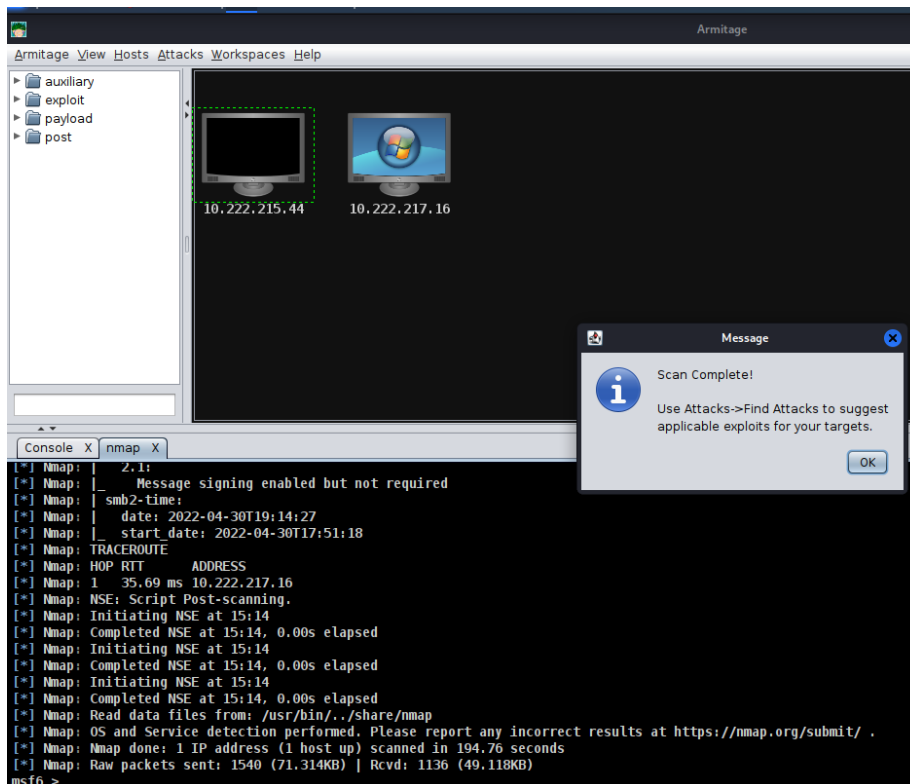 Armitage
Armitage View Hosts Attacks Workspaces Help
auxiliary
exploit
payload
post
10.222.215.44
10.222.217.16
Message
Scan Complete!
Use Attacks->Find Attacks to suggest
applicable exploits for your targets.
OK
Console X nmap X
[*] Nmap: |   2.1:
[*] Nmap: |_    Message signing enabled but not required
[*] Nmap: | smb2-time:
[*] Nmap: |   date: 2022-04-30T19:14:27
[*] Nmap: |_  start_date: 2022-04-30T17:51:18
[*] Nmap: TRACEROUTE
[*] Nmap: HOP RTT      ADDRESS
[*] Nmap: 1   35.69 ms 10.222.217.16
[*] Nmap: NSE: Script Post-scanning.
[*] Nmap: Initiating NSE at 15:14
[*] Nmap: Completed NSE at 15:14, 0.00s elapsed
[*] Nmap: Initiating NSE at 15:14
[*] Nmap: Completed NSE at 15:14, 0.00s elapsed
[*] Nmap: Initiating NSE at 15:14
[*] Nmap: Completed NSE at 15:14, 0.00s elapsed
[*] Nmap: Read data files from: /usr/bin/../share/nmap
[*] Nmap: OS and Service detection performed. Please report any incorrect results at https://nmap.org/submit/ .
[*] Nmap: Nmap done: 1 IP address (1 host up) scanned in 194.76 seconds
[*] Nmap: Raw packets sent: 1540 (71.314KB) | Rcvd: 1136 (49.118KB)
msf6 >